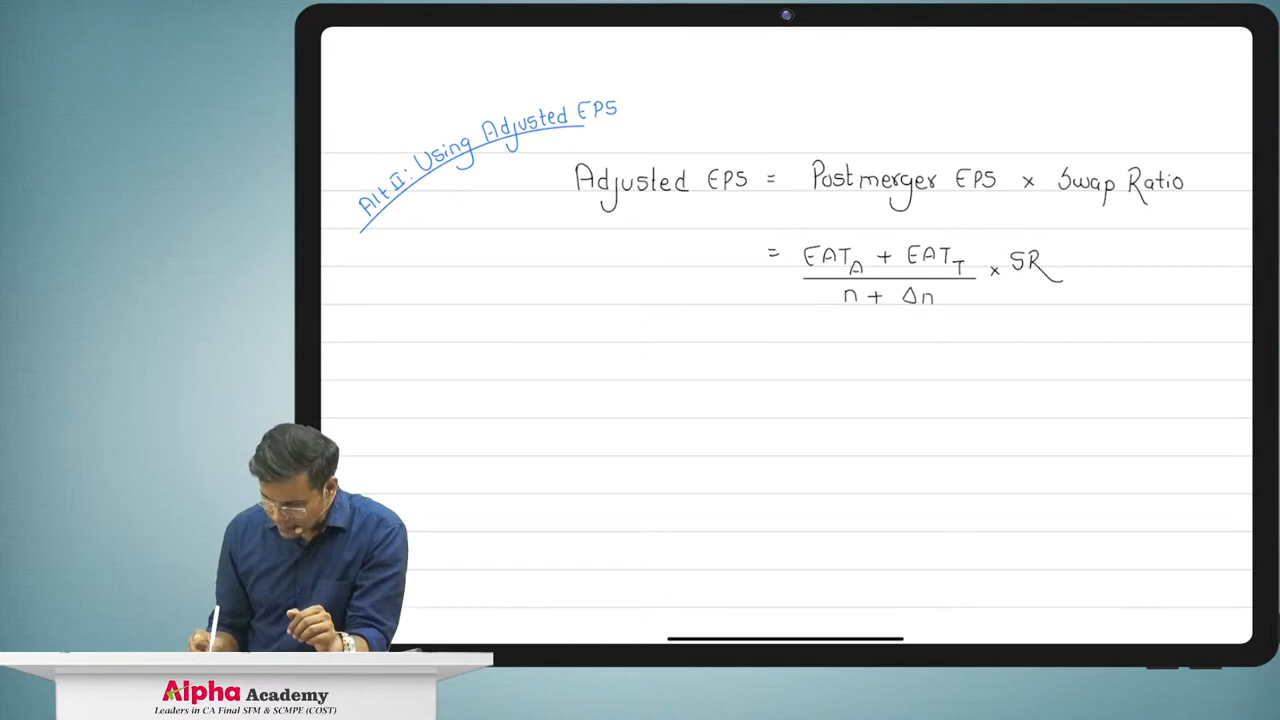 Alt II: Using Adjusted EPS
Adjusted EPS = Postmerger EPS × Swap Ratio
= EAT_A + EAT_T / n + Δn × SR
Alpha Academy
Leaders in CA Final SFM & SCMPE (COST)